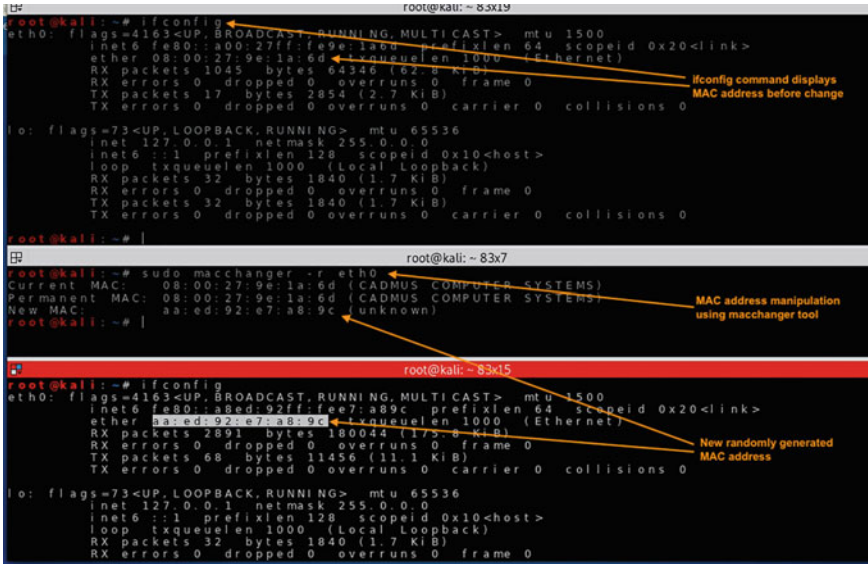 root@kali: ~ 83x19
root@kali:~# ifconfig
eth0: flags=4163<UP,BROADCAST,RUNNING,MULTICAST> mtu 1500
inet6 fe80::a00:27ff:fe9e:1a6d prefixlen 64 scopeid 0x20<link>
ether 08:00:27:9e:1a:6d txqueuelen 1000 (Ethernet)
RX packets 1045 bytes 64346 (62.8 KiB)
RX errors 0 dropped 0 overruns 0 frame 0
TX packets 17 bytes 2854 (2.7 KiB)
TX errors 0 dropped 0 overruns 0 carrier 0 collisions 0
ifconfig command displays
MAC address before change
lo: flags=73<UP,LOOPBACK,RUNNING> mtu 65536
inet 127.0.0.1 netmask 255.0.0.0
inet6 ::1 prefixlen 128 scopeid 0x10<host>
loop txqueuelen 1000 (Local Loopback)
RX packets 32 bytes 1840 (1.7 KiB)
RX errors 0 dropped 0 overruns 0 frame 0
TX packets 32 bytes 1840 (1.7 KiB)
TX errors 0 dropped 0 overruns 0 carrier 0 collisions 0
root@kali:~#
root@kali: ~ 83x7
root@kali:~# sudo macchanger -r eth0
Current MAC: 08:00:27:9e:1a:6d (CADMUS COMPUTER SYSTEMS)
Permanent MAC: 08:00:27:9e:1a:6d (CADMUS COMPUTER SYSTEMS)
New MAC: aa:ed:92:e7:a8:9c (unknown)
root@kali:~#
MAC address manipulation
using macchanger tool
root@kali: ~ 83x15
root@kali:~# ifconfig
eth0: flags=4163<UP,BROADCAST,RUNNING,MULTICAST> mtu 1500
inet6 fe80::a8ed:92ff:fee7:a89c prefixlen 64 scopeid 0x20<link>
ether aa:ed:92:e7:a8:9c txqueuelen 1000 (Ethernet)
RX packets 2891 bytes 180044 (175.8 KiB)
RX errors 0 dropped 0 overruns 0 frame 0
TX packets 68 bytes 11456 (11.1 KiB)
TX errors 0 dropped 0 overruns 0 carrier 0 collisions 0
New randomly generated
MAC address
lo: flags=73<UP,LOOPBACK,RUNNING> mtu 65536
inet 127.0.0.1 netmask 255.0.0.0
inet6 ::1 prefixlen 128 scopeid 0x10<host>
loop txqueuelen 1000 (Local Loopback)
RX packets 32 bytes 1840 (1.7 KiB)
RX errors 0 dropped 0 overruns 0 frame 0